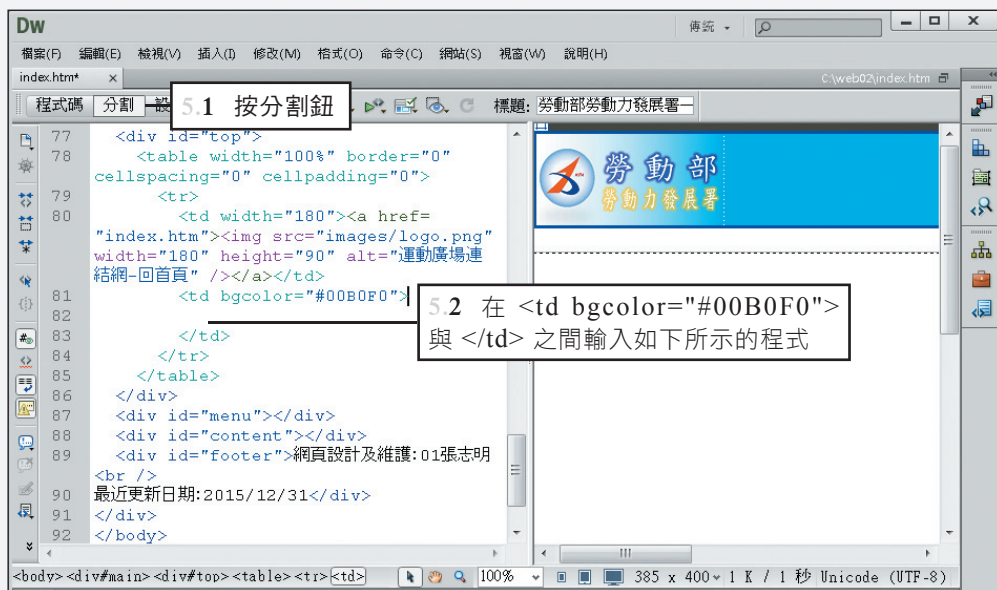 Dw
傳統
檔案(F) 編輯(E) 檢視(V) 插入(I) 修改(M) 格式(O) 命令(C) 網站(S) 視窗(W) 說明(H)
index.htm* × C:\web02\index.htm
程式碼 分割 設 標題: 勞動部勞動力發展署—
5.1 按分割鈕
77 <div id="top">
78 <table width="100%" border="0"
cellspacing="0" cellpadding="0">
79 <tr>
80 <td width="180"><a href=
"index.htm"><img src="images/logo.png"
width="180" height="90" alt="運動廣場連
結網-回首頁" /></a></td>
81 <td bgcolor="#00B0F0">
82
83 </td>
84 </tr>
85 </table>
86 </div>
87 <div id="menu"></div>
88 <div id="content"></div>
89 <div id="footer">網頁設計及維護:01張志明
<br />
90 最近更新日期:2015/12/31</div>
91 </div>
92 </body>
勞動部
勞動力發展署
5.2 在 <td bgcolor="#00B0F0">
與 </td> 之間輸入如下所示的程式
<body><div#main><div#top><table><tr><td> 100% 385 x 400 1 K / 1 秒 Unicode (UTF-8)